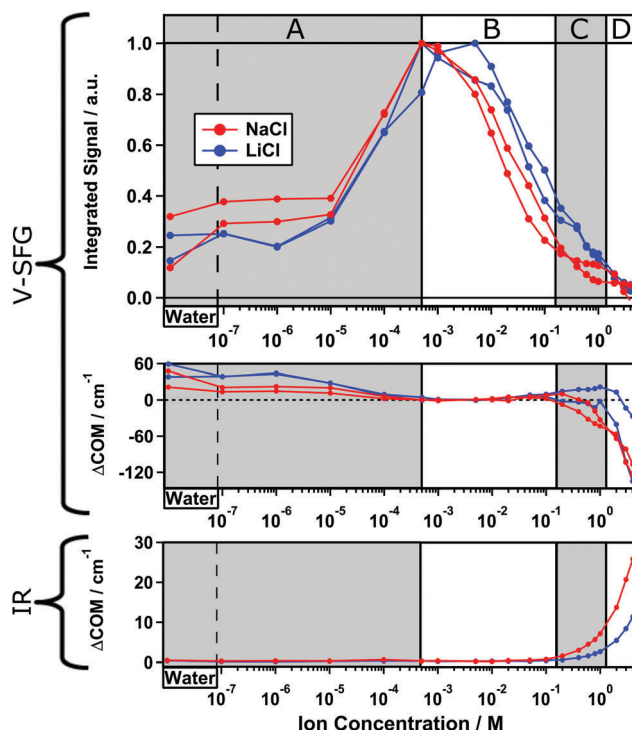 A B C D
V-SFG
Integrated Signal / a.u.
1.0
0.8
0.6
0.4
0.2
0.0
NaCl
LiCl
Water
10⁻⁷ 10⁻⁶ 10⁻⁵ 10⁻⁴ 10⁻³ 10⁻² 10⁻¹ 10⁰
ΔCOM / cm⁻¹
60
0
-60
-120
Water
10⁻⁷ 10⁻⁶ 10⁻⁵ 10⁻⁴ 10⁻³ 10⁻² 10⁻¹ 10⁰
IR
ΔCOM / cm⁻¹
30
20
10
0
Water
10⁻⁷ 10⁻⁶ 10⁻⁵ 10⁻⁴ 10⁻³ 10⁻² 10⁻¹ 10⁰
Ion Concentration / M